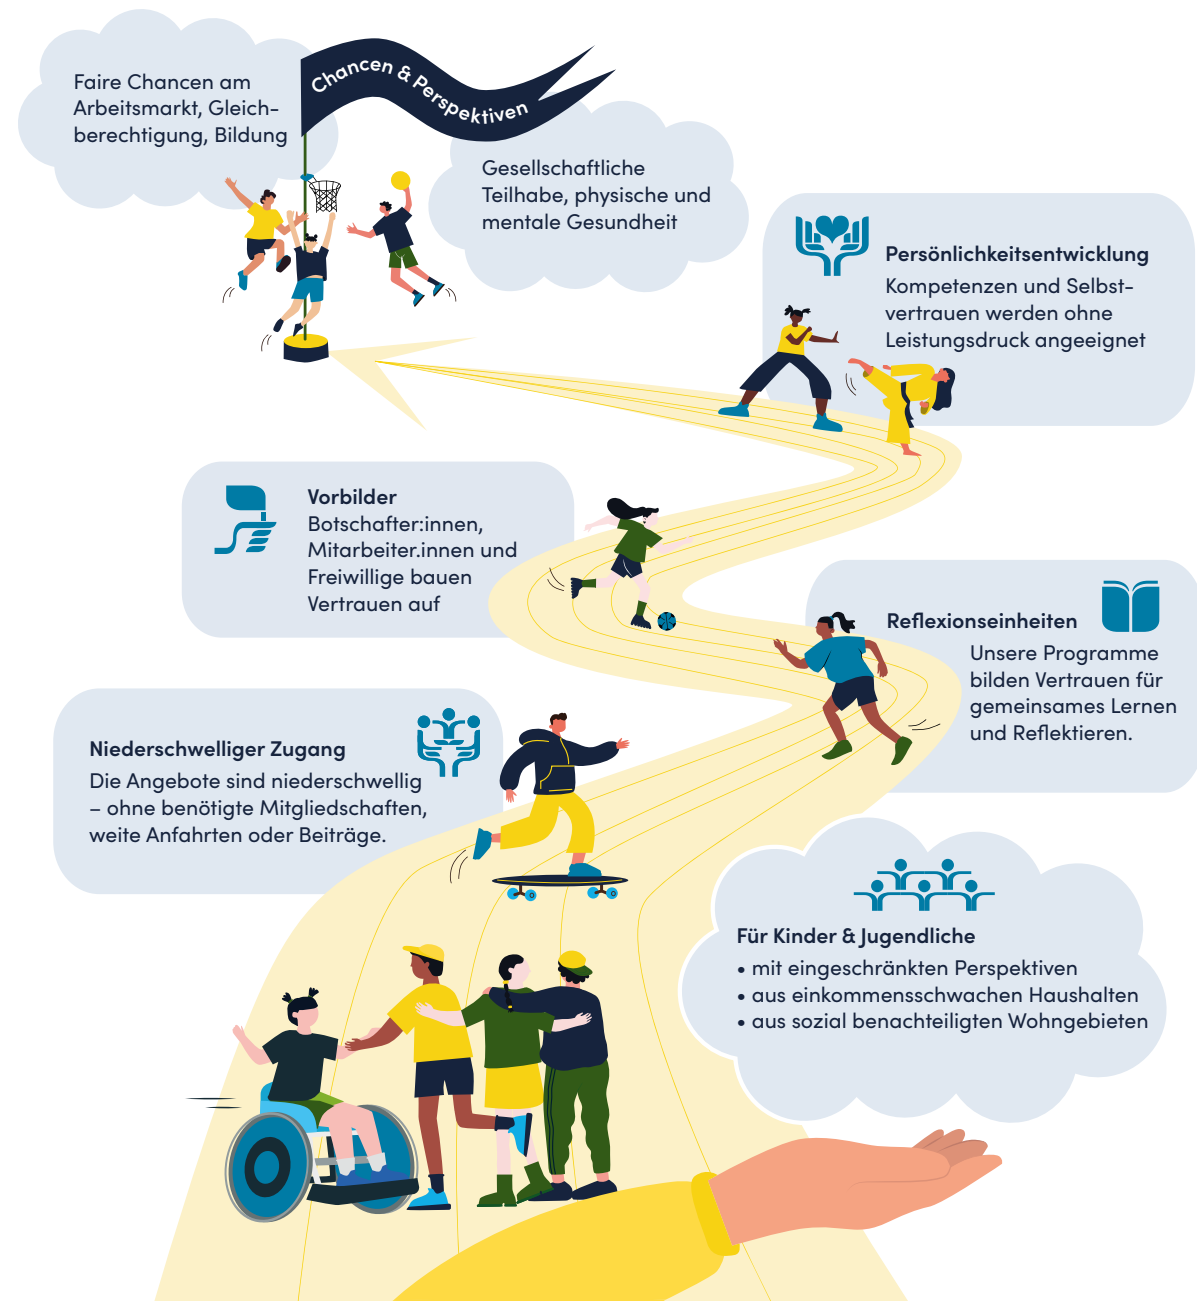 Chancen & Perspektiven
Faire Chancen am
Arbeitsmarkt, Gleich-
berechtigung, Bildung
Gesellschaftliche
Teilhabe, physische und
mentale Gesundheit
Persönlichkeitsentwicklung
Kompetenzen und Selbst-
vertrauen werden ohne
Leistungsdruck angeeignet
Vorbilder
Botschafter:innen,
Mitarbeiter.innen und
Freiwillige bauen
Vertrauen auf
Reflexionseinheiten
Unsere Programme
bilden Vertrauen für
gemeinsames Lernen
und Reflektieren.
Niederschwelliger Zugang
Die Angebote sind niederschwellig
– ohne benötigte Mitgliedschaften,
weite Anfahrten oder Beiträge.
Für Kinder & Jugendliche
• mit eingeschränkten Perspektiven
• aus einkommensschwachen Haushalten
• aus sozial benachteiligten Wohngebieten